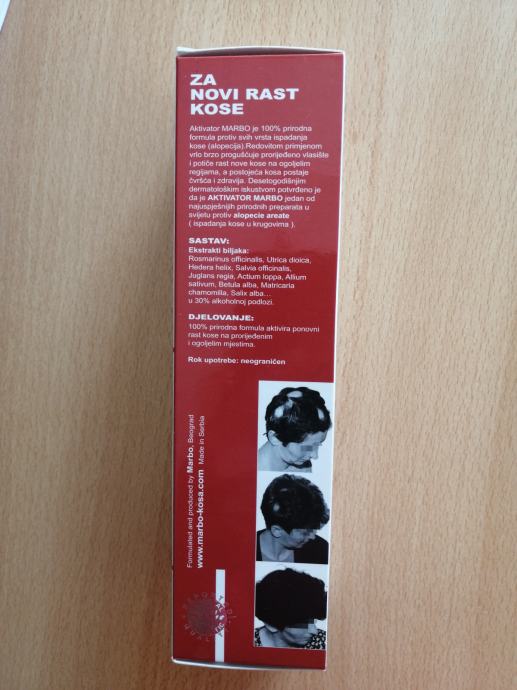 ZA
NOVI RAST
KOSE
Aktivator MARBO je 100% prirodna
formula protiv svih vrsta ispadanja
kose (alopecija).Redovitom primjenom
vrlo brzo progušćuje prorijeđeno vlasište
i potiče rast nove kose na ogoljelim
regijama, a postojeća kosa postaje
čvršća i zdravija. Desetogodišnjim
dermatološkim iskustvom potvrđeno je
da je AKTIVATOR MARBO jedan od
najuspješnijih prirodnih preparata u
svijetu protiv alopecie areate
( ispadanja kose u krugovima ).
SASTAV:
Ekstrakti biljaka:
Rosmarinus officinalis, Utrica dioica,
Hedera helix, Salvia officinalis,
Juglans regia, Actium loppa, Allium
sativum, Betula alba, Matricaria
chamomilla, Salix alba...
u 30% alkoholnoj podlozi.
DJELOVANJE:
100% prirodna formula aktivira ponovni
rast kose na prorijeđenim
i ogoljelim mjestima.
Rok upotrebe: neograničen
Formulated and produced by Marbo, Beograd
www.marbo-kosa.com Made in Serbia